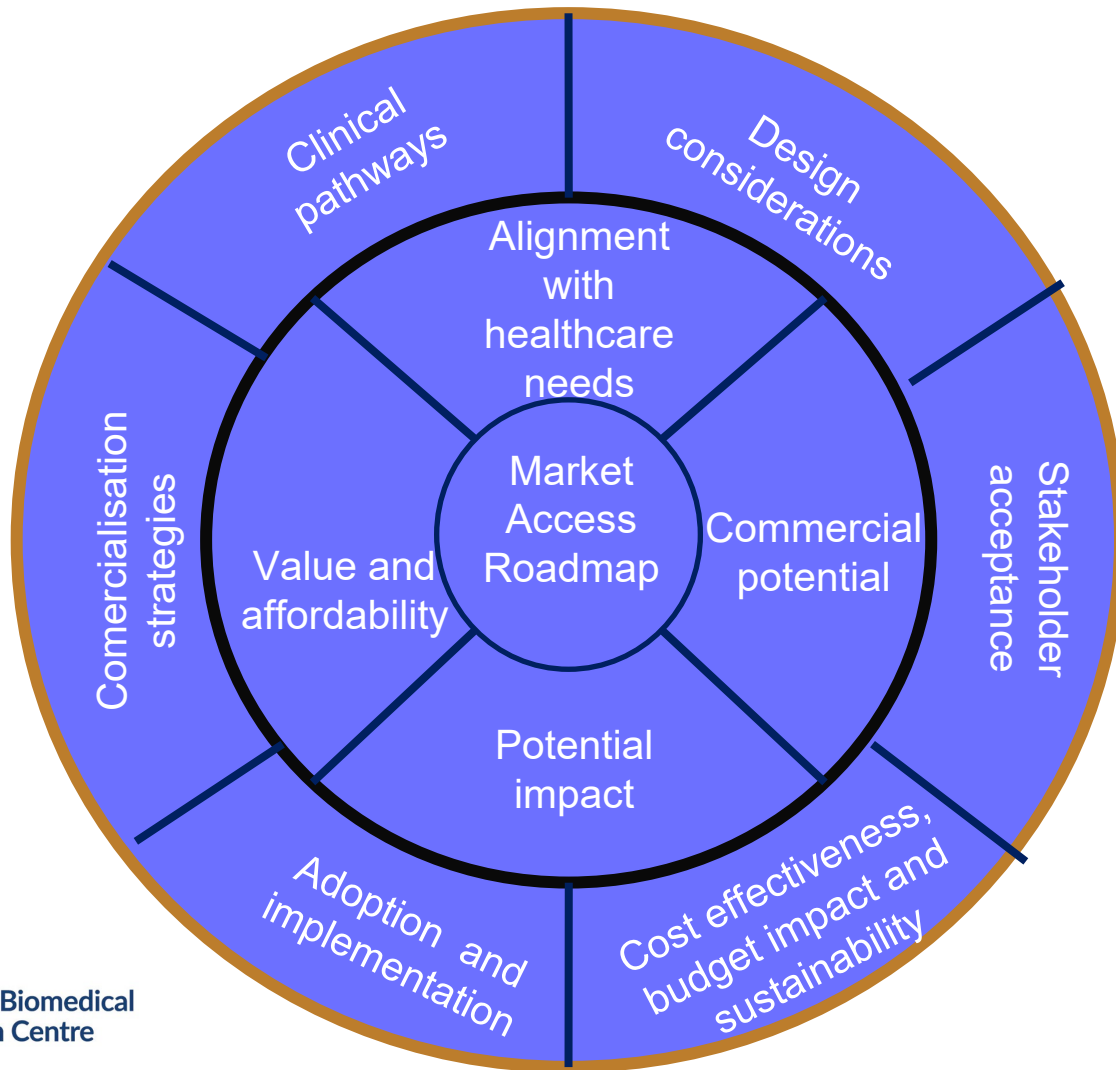 Clinical
pathways
Design
considerations
Alignment
with
healthcare
needs
Comercialisation
strategies
Value and
affordability
Market
Access
Roadmap
Commercial
potential
Stakeholder
acceptance
Potential
impact
Adoption and
implementation
Cost effectiveness,
budget impact and
sustainability
Biomedical
Centre